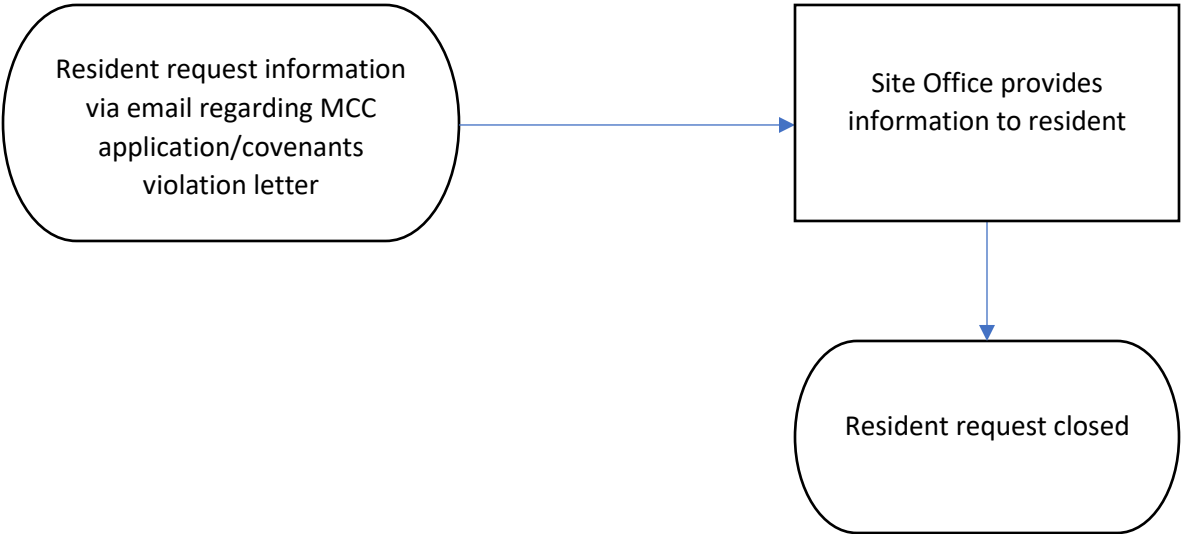 Resident request information
via email regarding MCC
application/covenants
violation letter
Site Office provides
information to resident
Resident request closed